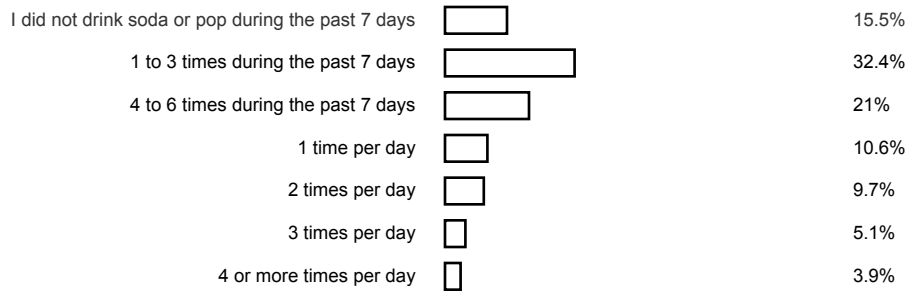 I did not drink soda or pop during the past 7 days 15.5%
1 to 3 times during the past 7 days 32.4%
4 to 6 times during the past 7 days 21%
1 time per day 10.6%
2 times per day 9.7%
3 times per day 5.1%
4 or more times per day 3.9%